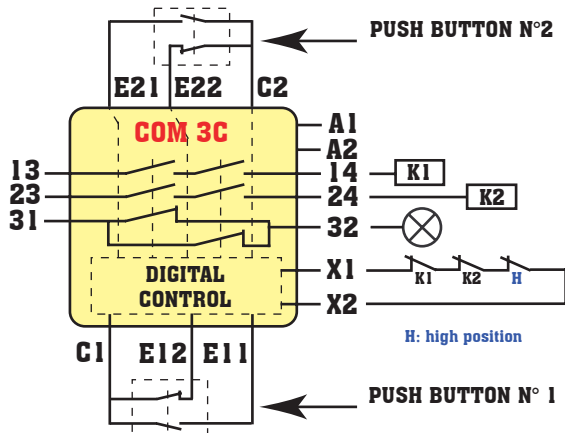 PUSH BUTTON N°2
E21 E22 C2
COM 3C
A1
A2
13 14 K1
23 24 K2
31 32
DIGITAL
CONTROL
X1 K1 K2 H
X2
H: high position
C1 E12 E11
PUSH BUTTON N° 1